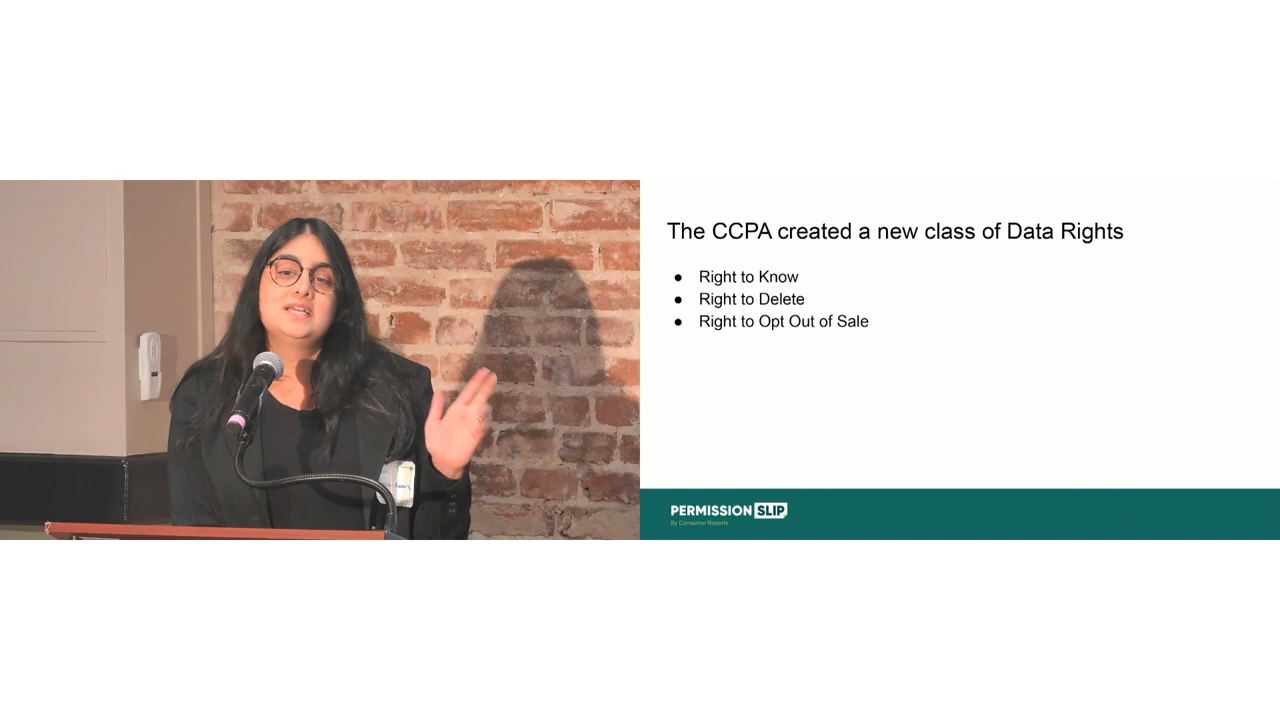 The CCPA created a new class of Data Rights
● Right to Know
● Right to Delete
● Right to Opt Out of Sale
PERMISSION SLIP
By Consumer Reports